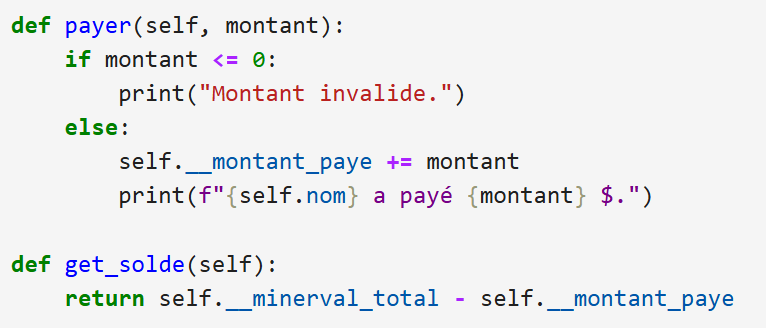 def payer(self, montant):
    if montant <= 0:
        print("Montant invalide.")
    else:
        self.__montant_paye += montant
        print(f"{self.nom} a payé {montant} $.")

def get_solde(self):
    return self.__minerval_total - self.__montant_paye